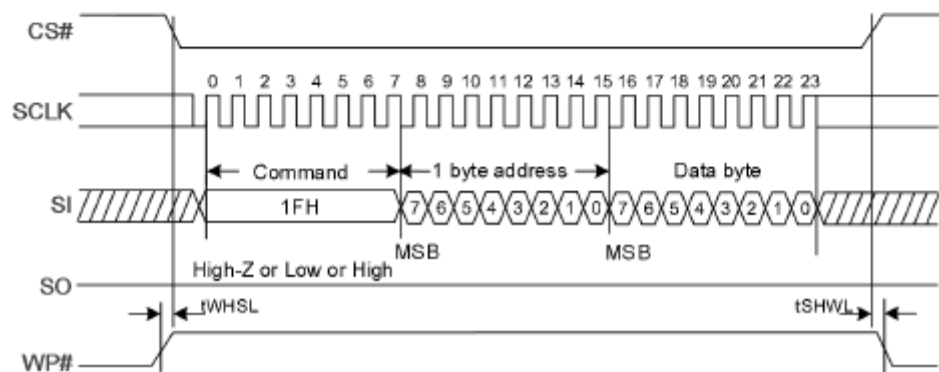 CS#
0 1 2 3 4 5 6 7 8 9 10 11 12 13 14 15 16 17 18 19 20 21 22 23
SCLK
Command 1 byte address Data byte
SI 1FH 7 6 5 4 3 2 1 0 7 6 5 4 3 2 1 0
MSB MSB
High-Z or Low or High
SO
tWHSL tSHWL
WP#